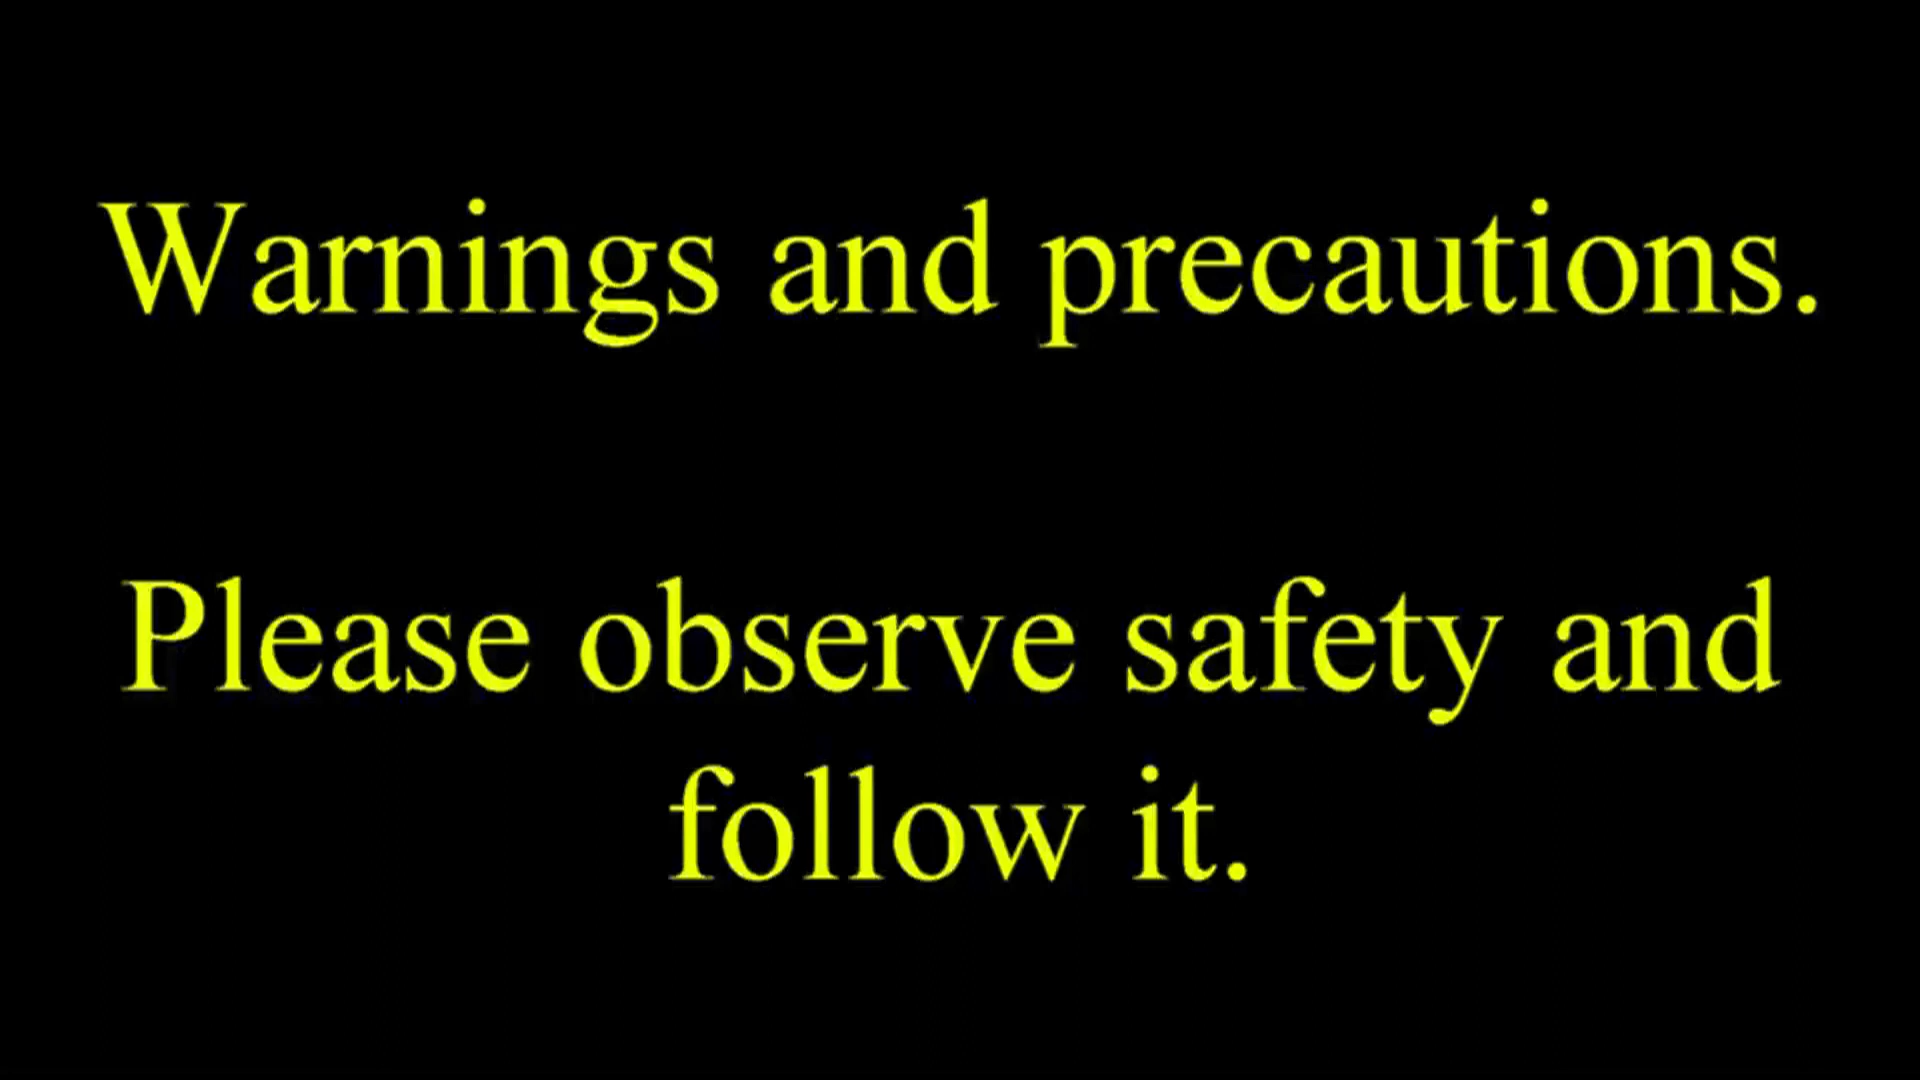 Warnings and precautions.
Please observe safety and
follow it.